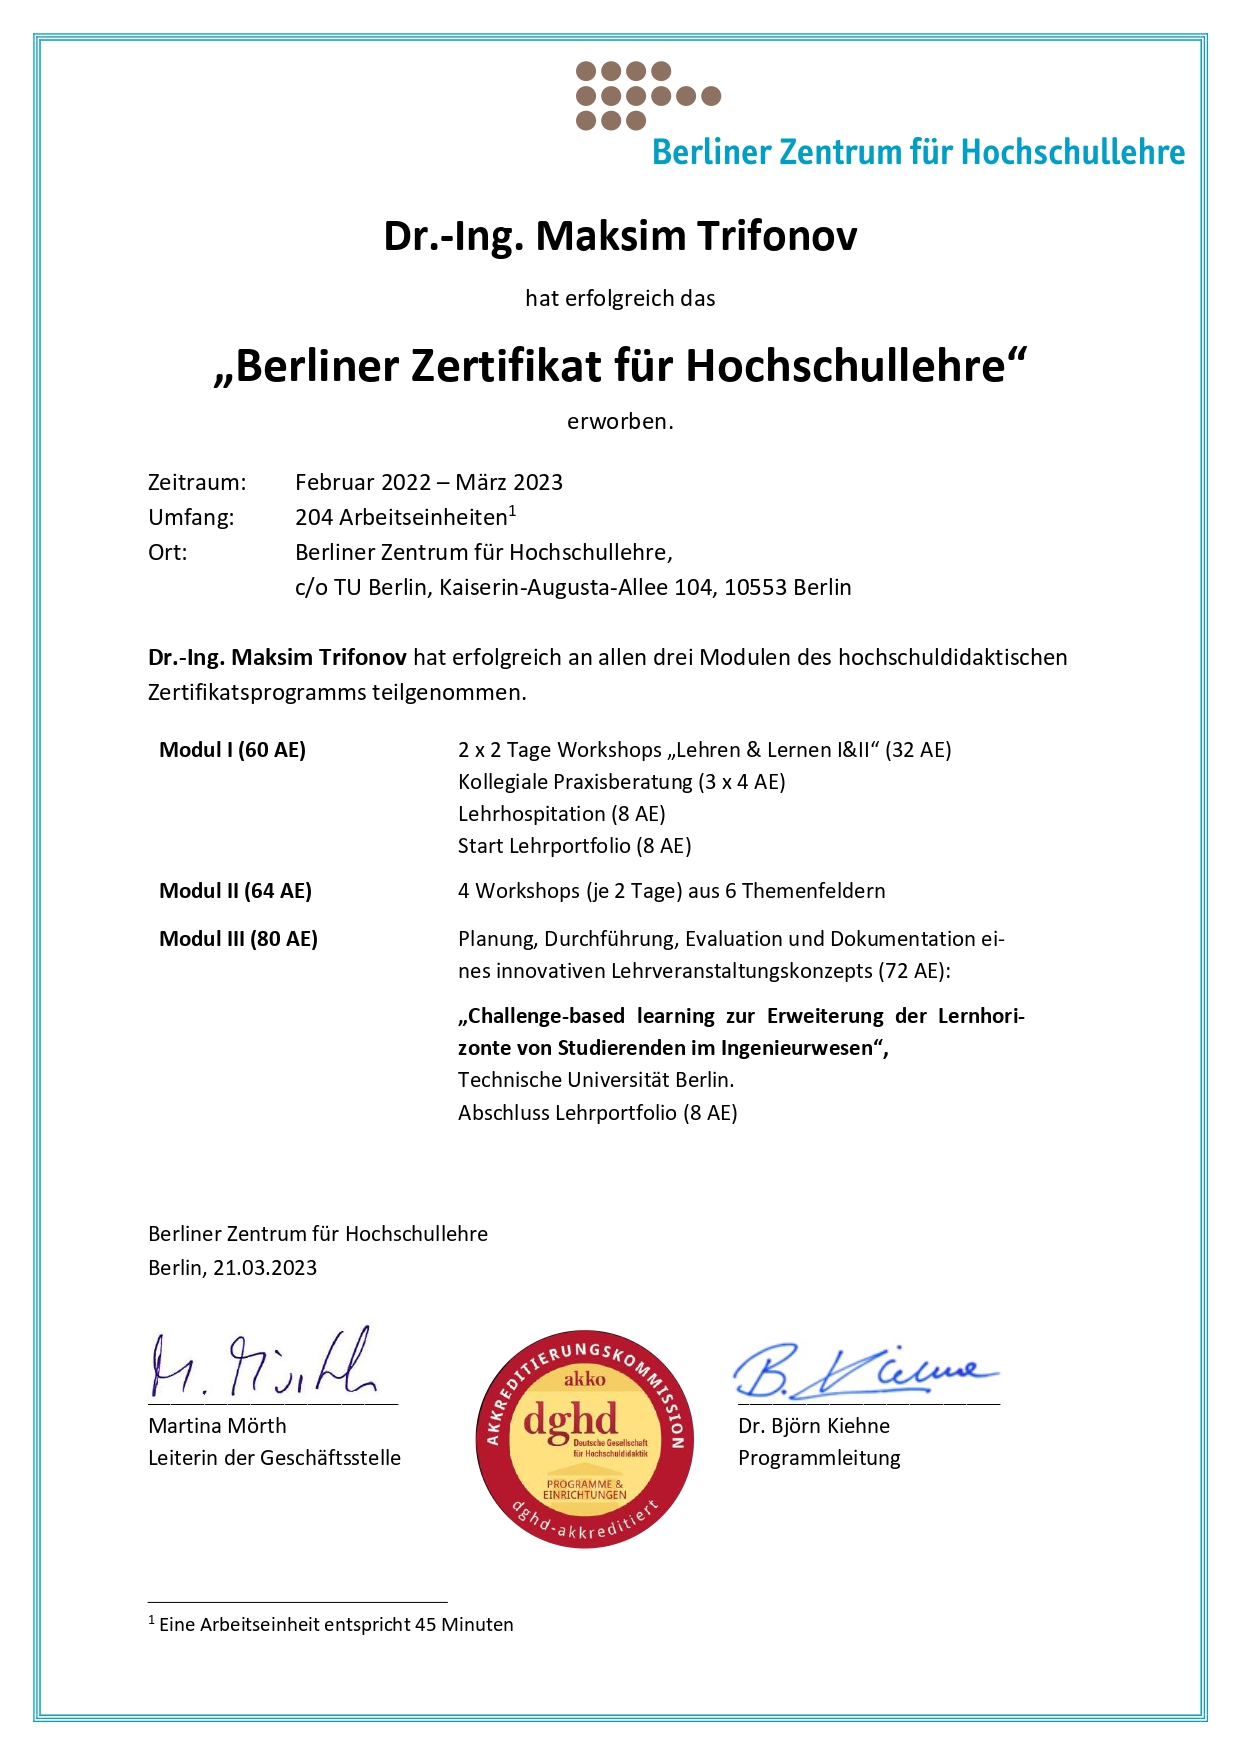 Berliner Zentrum für Hochschullehre
Dr.-Ing. Maksim Trifonov
hat erfolgreich das
„Berliner Zertifikat für Hochschullehre“
erworben.
Zeitraum: Februar 2022 – März 2023
Umfang: 204 Arbeitseinheiten¹
Ort: Berliner Zentrum für Hochschullehre,
c/o TU Berlin, Kaiserin-Augusta-Allee 104, 10553 Berlin
Dr.-Ing. Maksim Trifonov hat erfolgreich an allen drei Modulen des hochschuldidaktischen
Zertifikatsprogramms teilgenommen.
Modul I (60 AE) 2 x 2 Tage Workshops „Lehren & Lernen I&II“ (32 AE)
Kollegiale Praxisberatung (3 x 4 AE)
Lehrhospitation (8 AE)
Start Lehrportfolio (8 AE)
Modul II (64 AE) 4 Workshops (je 2 Tage) aus 6 Themenfeldern
Modul III (80 AE) Planung, Durchführung, Evaluation und Dokumentation ei-
nes innovativen Lehrveranstaltungskonzepts (72 AE):
„Challenge-based learning zur Erweiterung der Lernhori-
zonte von Studierenden im Ingenieurwesen“,
Technische Universität Berlin.
Abschluss Lehrportfolio (8 AE)
Berliner Zentrum für Hochschullehre
Berlin, 21.03.2023
M. Mörth
B. Kiehne
Martina Mörth
Leiterin der Geschäftsstelle
AKKREDITIERUNGSKOMMISSION
akko
dghd
Deutsche Gesellschaft
für Hochschuldidaktik
PROGRAMME &
EINRICHTUNGEN
dghd-akkreditiert
Dr. Björn Kiehne
Programmleitung
¹ Eine Arbeitseinheit entspricht 45 Minuten